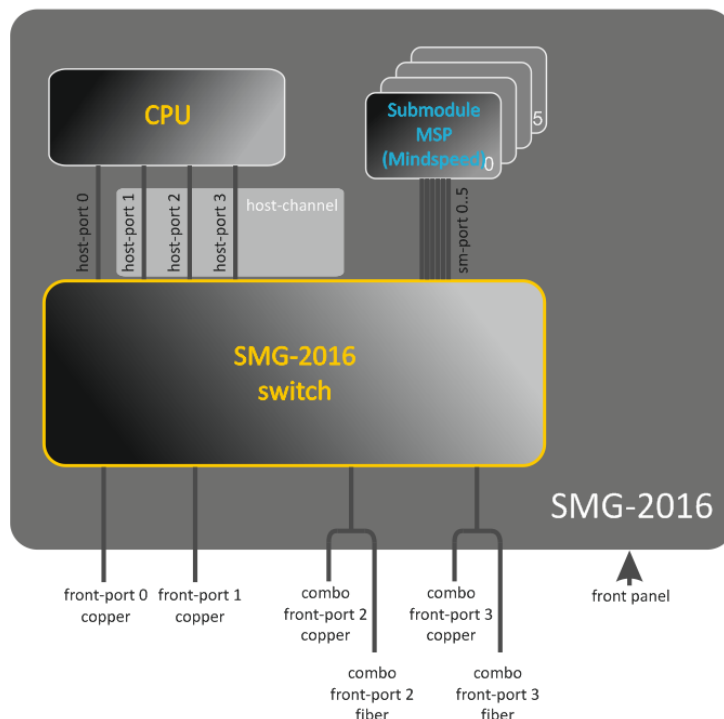 CPU
Submodule
MSP
(Mindspeed)
0
5
host-port 0
host-port 1
host-port 2
host-port 3
host-channel
sm-port 0..5
SMG-2016
switch
SMG-2016
front-port 0
copper
front-port 1
copper
combo
front-port 2
copper
combo
front-port 3
copper
front panel
combo
front-port 2
fiber
combo
front-port 3
fiber